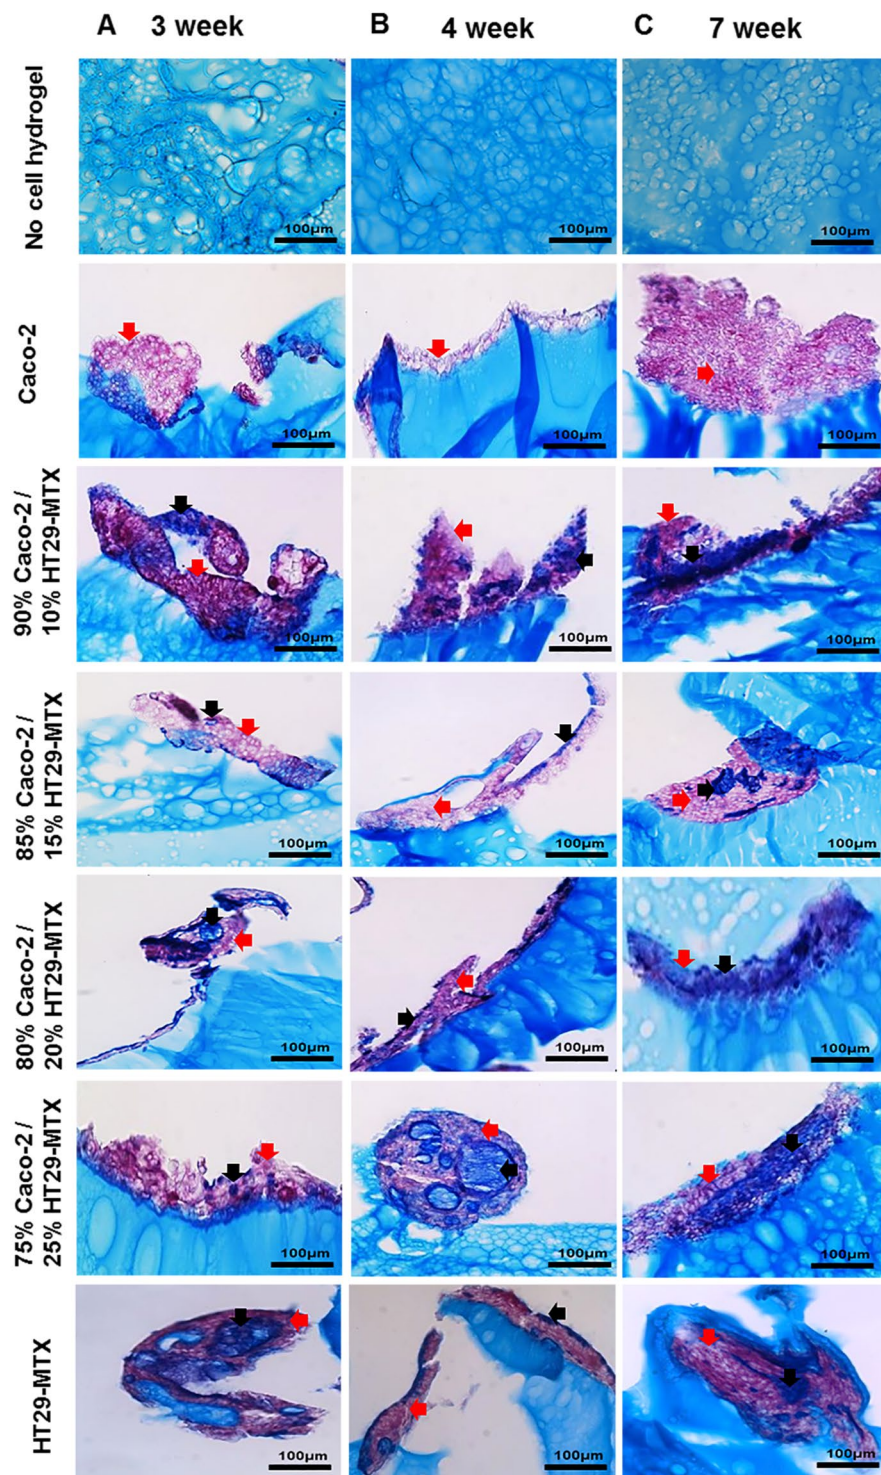 A 3 week B 4 week C 7 week
No cell hydrogel
100µm 100µm 100µm
Caco-2
100µm 100µm 100µm
90% Caco-2 /
10% HT29-MTX
100µm 100µm 100µm
85% Caco-2 /
15% HT29-MTX
100µm 100µm 100µm
80% Caco-2 /
20% HT29-MTX
100µm 100µm 100µm
75% Caco-2 /
25% HT29-MTX
100µm 100µm 100µm
HT29-MTX
100µm 100µm 100µm